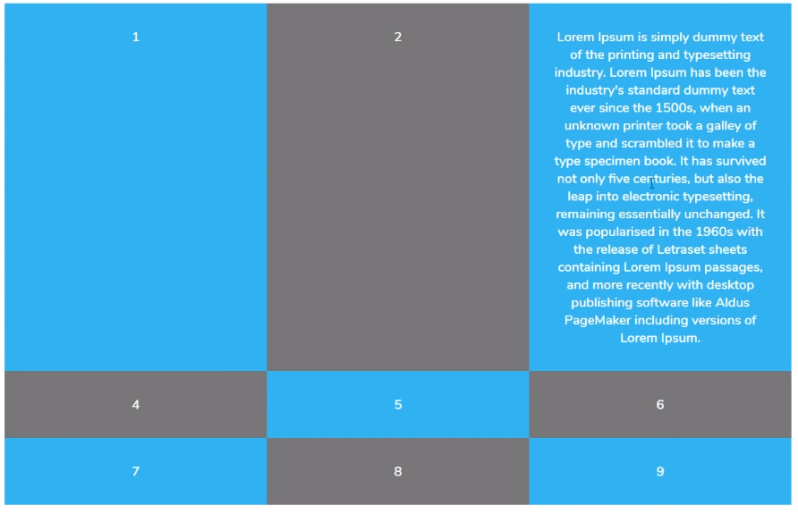 1
2
Lorem Ipsum is simply dummy text
of the printing and typesetting
industry. Lorem Ipsum has been the
industry's standard dummy text
ever since the 1500s, when an
unknown printer took a galley of
type and scrambled it to make a
type specimen book. It has survived
not only five centuries, but also the
leap into electronic typesetting,
remaining essentially unchanged. It
was popularised in the 1960s with
the release of Letraset sheets
containing Lorem Ipsum passages,
and more recently with desktop
publishing software like Aldus
PageMaker including versions of
Lorem Ipsum.
4
5
6
7
8
9